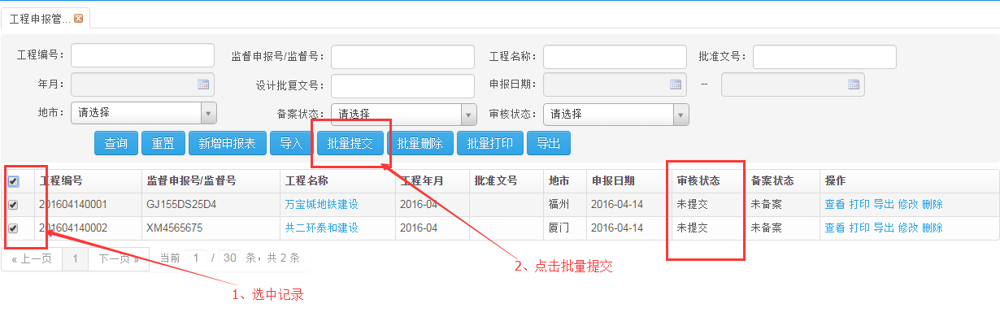 工程申报管...
工程编号： 监督申报号/监督号： 工程名称： 批准文号：
年月： 设计批复文号： 申报日期： --
地市： 请选择 备案状态： 请选择 审核状态： 请选择
查询 重置 新增申报表 导入 批量提交 批量删除 批量打印 导出
工程编号 监督申报号/监督号 工程名称 工程年月 批准文号 地市 申报日期 审核状态 备案状态 操作
201604140001 GJ155DS25D4 万宝城地铁建设 2016-04 福州 2016-04-14 未提交 未备案 查看 打印 导出 修改 删除
201604140002 XM4565675 共二环泰和建设 2016-04 厦门 2016-04-14 未提交 未备案 查看 打印 导出 修改 删除
« 上一页 1 下一页 » 当前 1 / 30 条，共 2 条
2、点击批量提交
1、选中记录